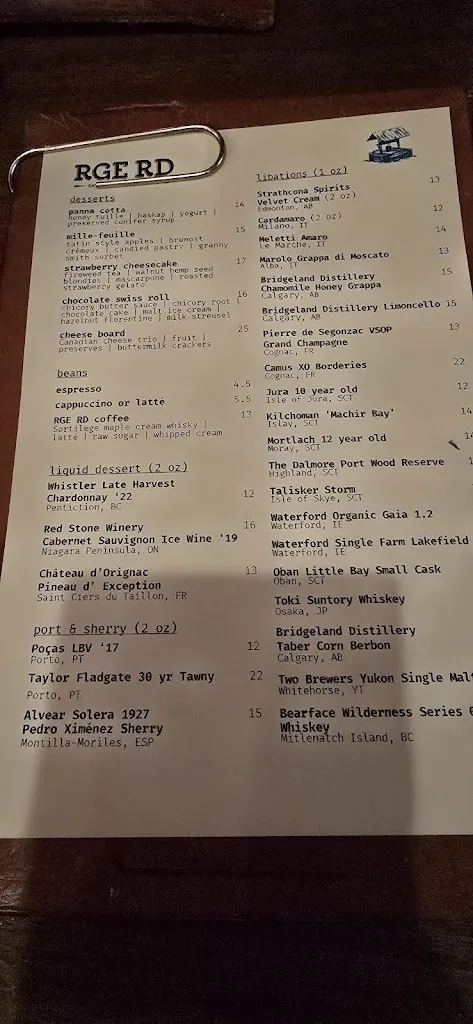 RGE RD
desserts
panna cotta 14
honey tuille | haskap | yogurt |
preserved conifer syrup
mille-feuille 15
tatin style apples | brunost
crémeux | candied pastry | granny
smith sorbet
strawberry cheesecake 17
fireweed tea | walnut hemp seed
blondies | mascarpone | roasted
strawberry gelato
chocolate swiss roll 16
chicory butter sauce | chicory root |
chocolate cake | malt ice cream |
hazelnut florentine | milk streusel
cheese board 25
Canadian cheese trio | fruit |
preserves | buttermilk crackers
beans
espresso 4.5
cappuccino or latté 5.5
RGE RD coffee 13
Sortilege maple cream whisky |
latté | raw sugar | whipped cream
liquid dessert (2 oz)
Whistler Late Harvest
Chardonnay ‘22 12
Pentiction, BC
Red Stone Winery 16
Cabernet Sauvignon Ice Wine ‘19
Niagara Peninsula, ON
Château d’Orignac 13
Pineau d’ Exception
Saint Ciers du Taillon, FR
port & sherry (2 oz)
Poças LBV ‘17 12
Porto, PT
Taylor Fladgate 30 yr Tawny 22
Porto, PT
Alvear Solera 1927 15
Pedro Ximénez Sherry
Montilla-Moriles, ESP
libations (1 oz)
Strathcona Spirits 13
Velvet Cream (2 oz)
Edmonton, AB
Cardamaro (2 oz) 12
Milano, IT
Meletti Amaro 14
Le Marche, IT
Marolo Grappa di Moscato 13
Alba, IT
Bridgeland Distillery 15
Chamomile Honey Grappa
Calgary, AB
Bridgeland Distillery Limoncello 15
Calgary, AB
Pierre de Segonzac VSOP 13
Grand Champagne
Cognac, FR
Camus XO Borderies 22
Cognac, FR
Jura 10 year old 12
Isle of Jura, SCT
Kilchoman ‘Machir Bay’ 14
Islay, SCT
Mortlach 12 year old
Moray, SCT
The Dalmore Port Wood Reserve
Highland, SCT
Talisker Storm
Isle of Skye, SCT
Waterford Organic Gaia 1.2
Waterford, IE
Waterford Single Farm Lakefield
Waterford, IE
Oban Little Bay Small Cask
Oban, SCT
Toki Suntory Whiskey
Osaka, JP
Bridgeland Distillery
Taber Corn Berbon
Calgary, AB
Two Brewers Yukon Single Mal
Whitehorse, YT
Bearface Wilderness Series
Whiskey
Mitlenatch Island, BC